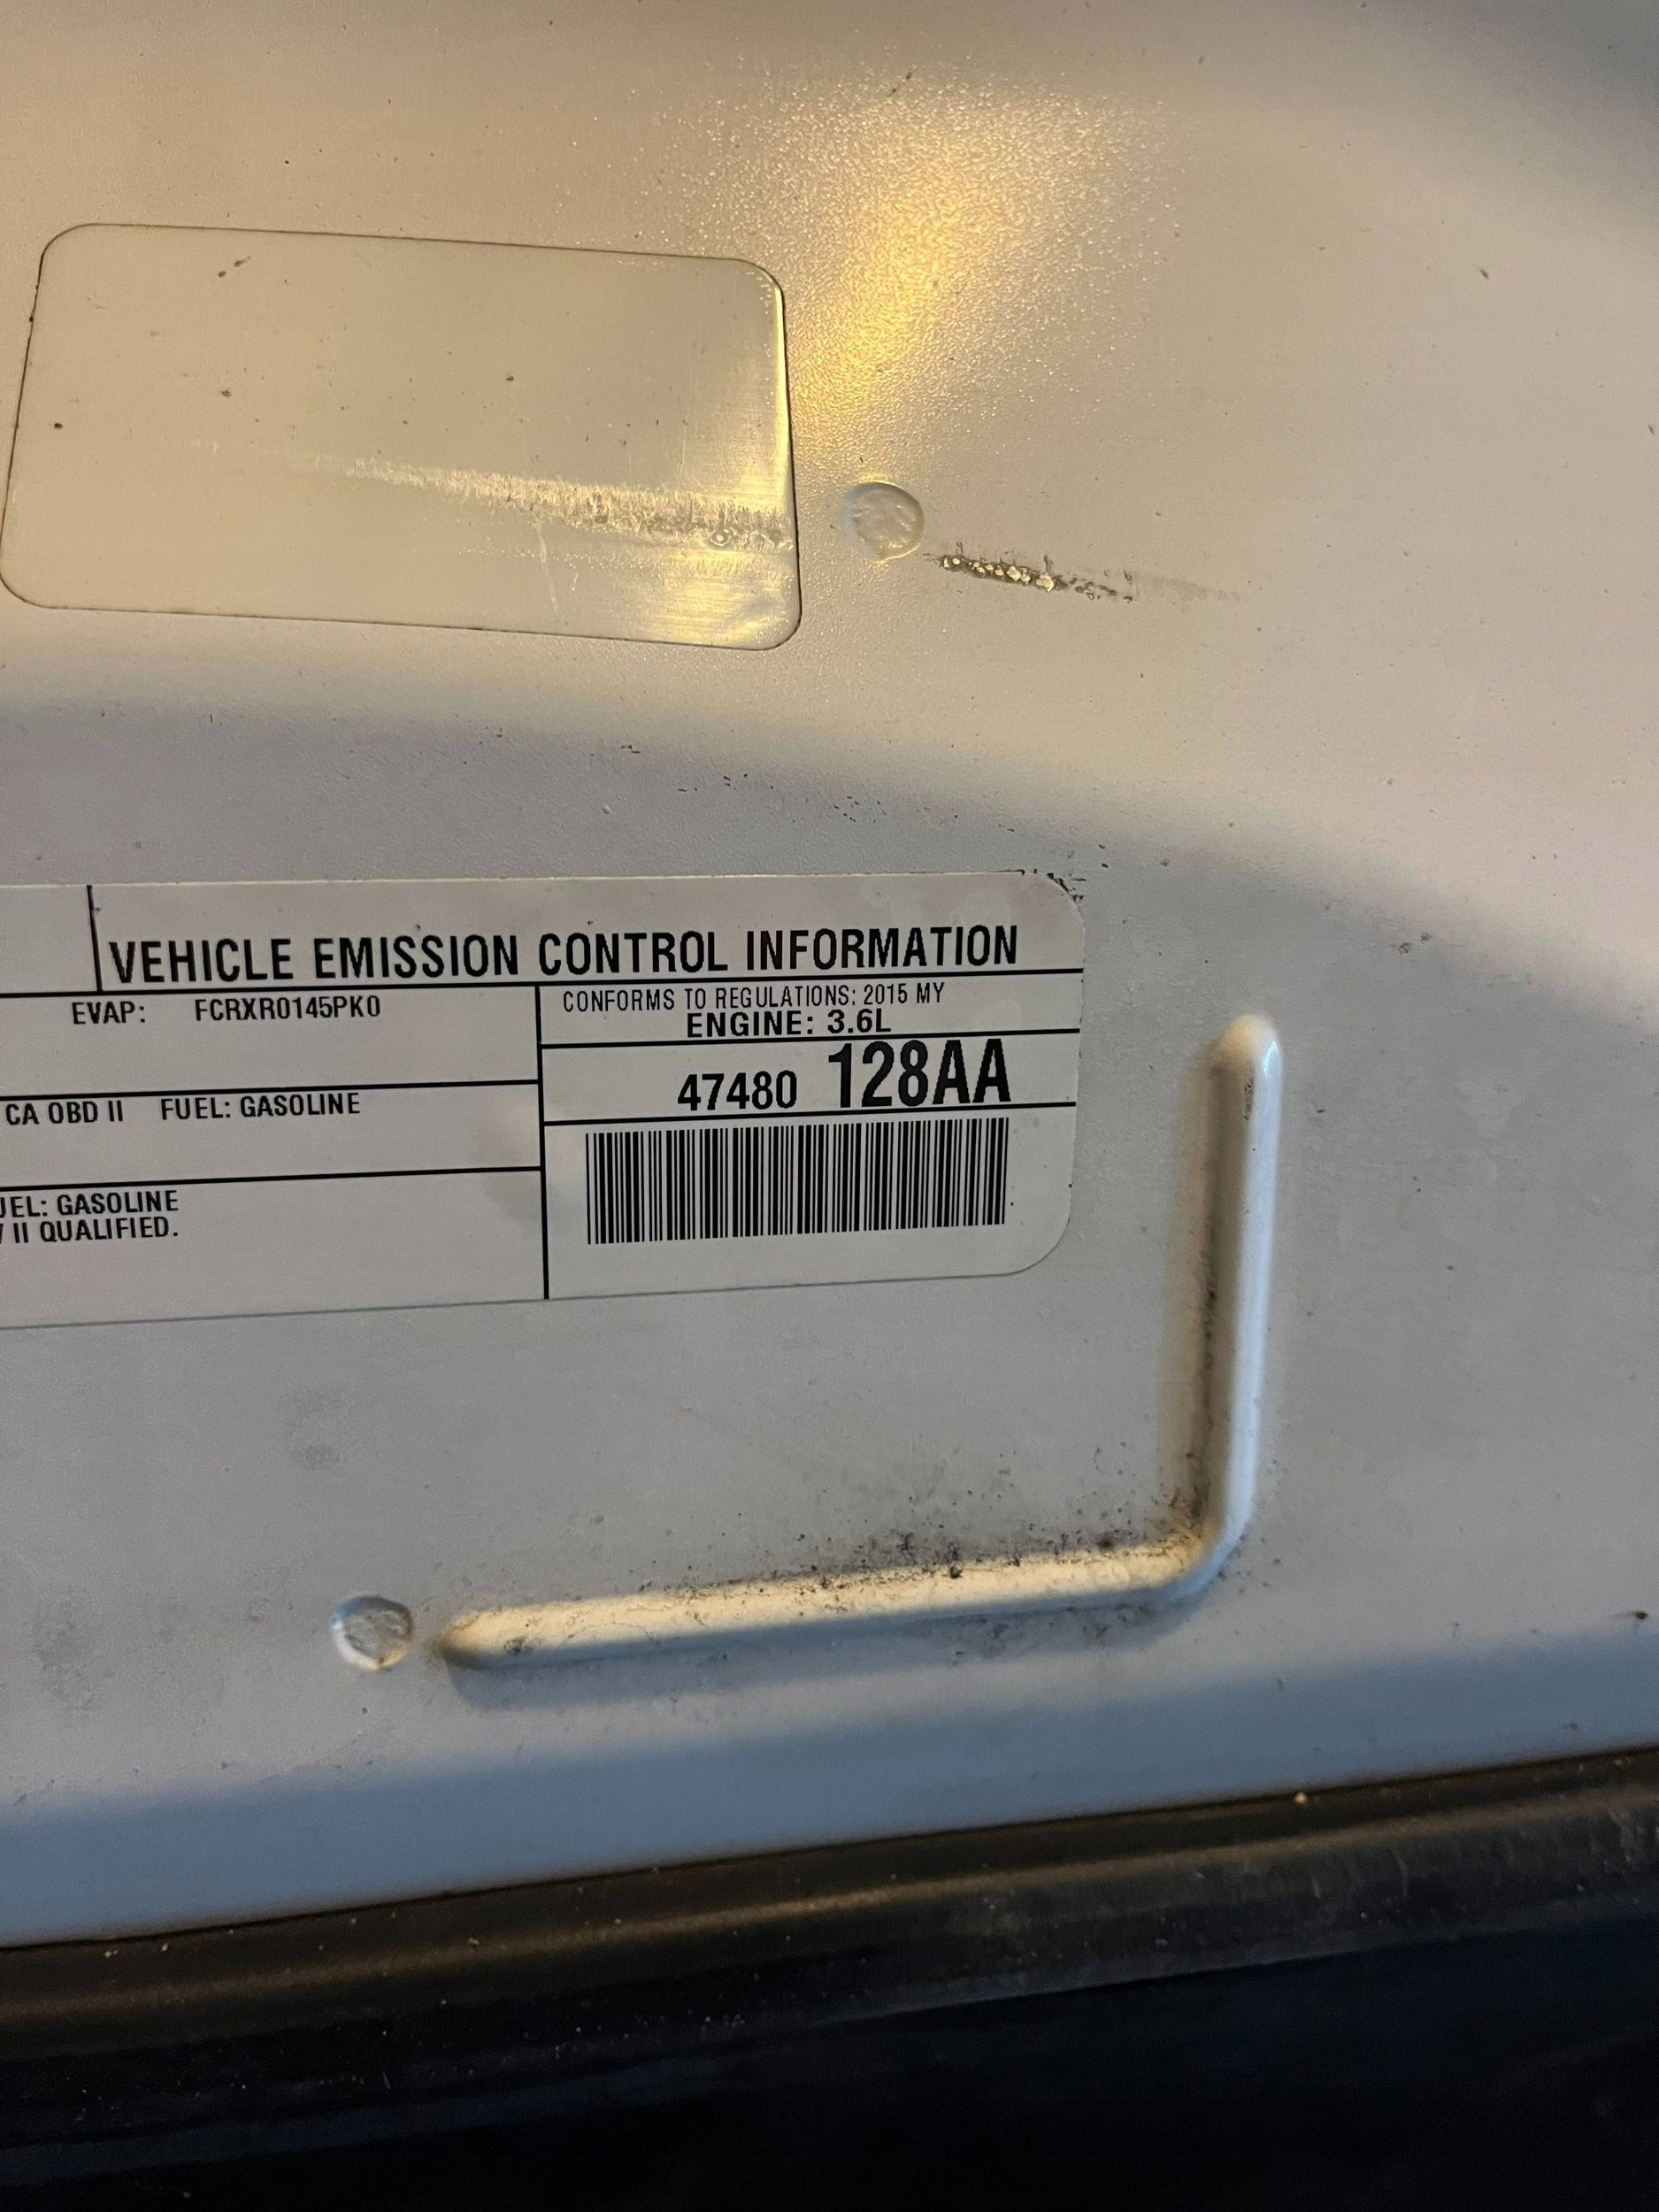 VEHICLE EMISSION CONTROL INFORMATION
EVAP: FCRXR0145PK0
CONFORMS TO REGULATIONS: 2015 MY
ENGINE: 3.6L
47480 128AA
CA OBD II FUEL: GASOLINE
GASOLINE
II QUALIFIED.